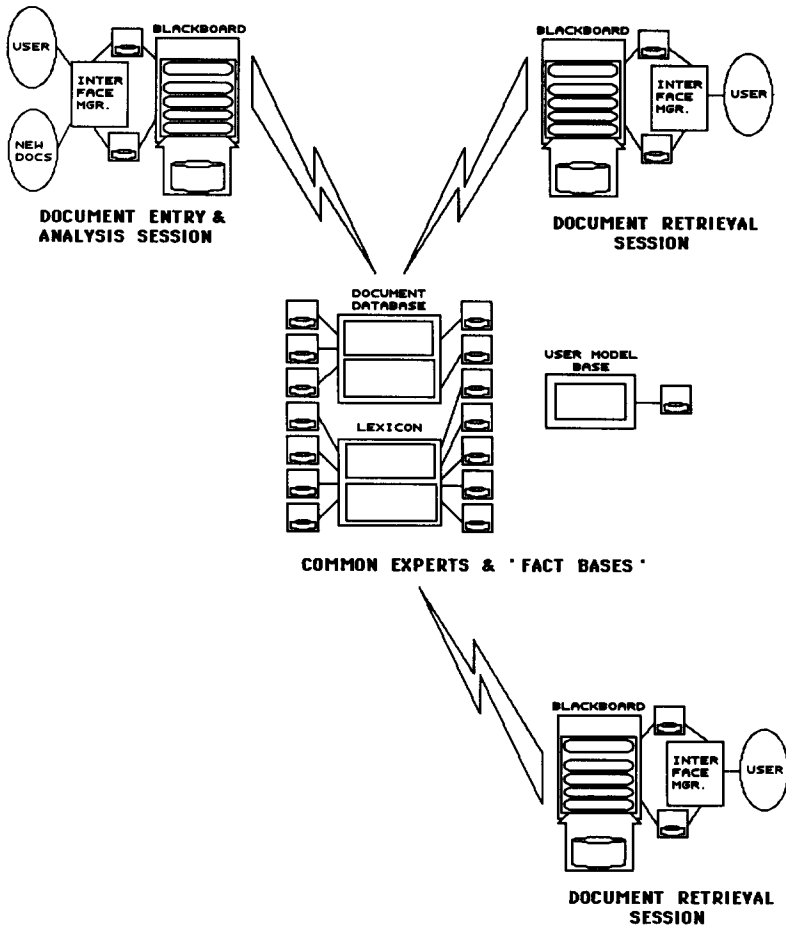 BLACKBOARD
USER
INTER
FACE
MGR.
NEW
DOCS
DOCUMENT ENTRY &
ANALYSIS SESSION
BLACKBOARD
INTER
FACE
MGR.
USER
DOCUMENT RETRIEVAL
SESSION
DOCUMENT
DATABASE
LEXICON
USER MODEL
BASE
COMMON EXPERTS & 'FACT BASES'
BLACKBOARD
INTER
FACE
MGR.
USER
DOCUMENT RETRIEVAL
SESSION